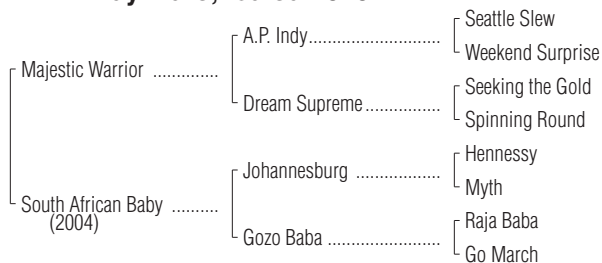 Seattle Slew
A.P. Indy
Weekend Surprise
Majestic Warrior
Seeking the Gold
Dream Supreme
Spinning Round
Hennessy
Johannesburg
Myth
South African Baby
(2004)
Raja Baba
Gozo Baba
Go March